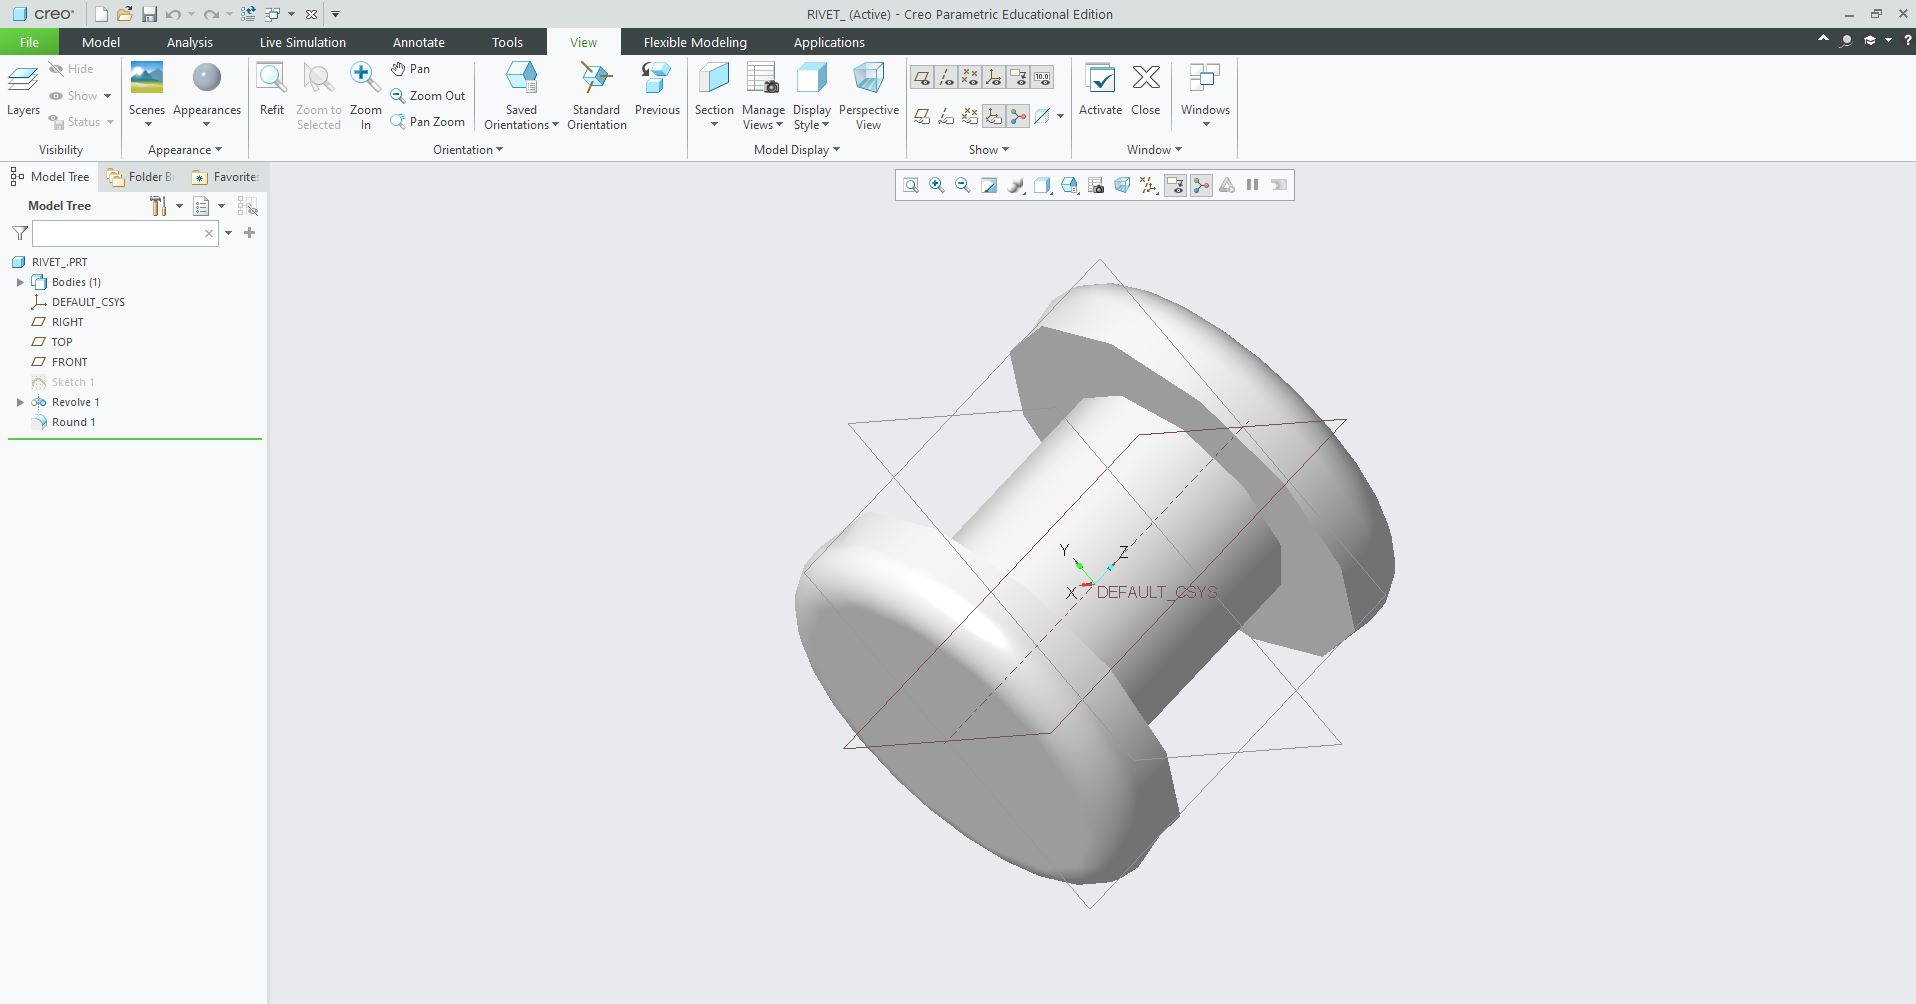 creo® RIVET_ (Active) - Creo Parametric Educational Edition
File Model Analysis Live Simulation Annotate Tools View Flexible Modeling Applications ?
Layers
Hide
Show
Status
Visibility
Scenes Appearances
Appearance
Refit
Zoom to Selected
Zoom In
Pan
Zoom Out
Pan Zoom
Saved Orientations
Standard Orientation
Previous
Orientation
Section
Manage Views
Display Style
Perspective View
Model Display
10.0
Show
Activate Close
Windows
Window
Model Tree Folder B Favorite
Model Tree
RIVET_.PRT
Bodies (1)
DEFAULT_CSYS
RIGHT
TOP
FRONT
Sketch 1
Revolve 1
Round 1
Y Z
X DEFAULT_CSYS